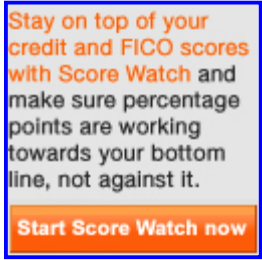 Stay on top of your
credit and FICO scores
with Score Watch and
make sure percentage
points are working
towards your bottom
line, not against it.
Start Score Watch now